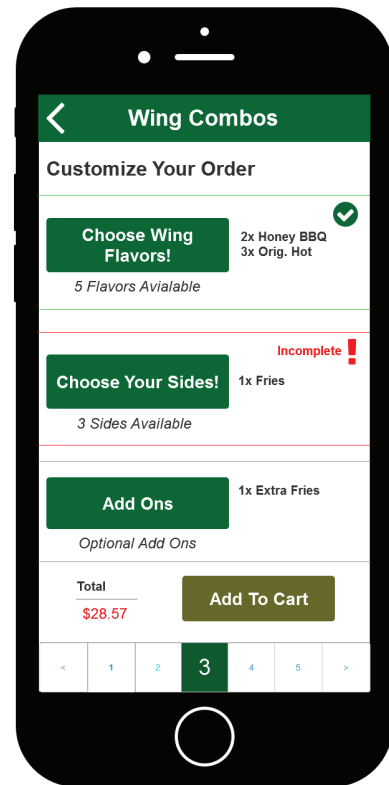 Wing Combos
Customize Your Order
Choose Wing
Flavors!
2x Honey BBQ
3x Orig. Hot
5 Flavors Avialable
Incomplete !
Choose Your Sides!
1x Fries
3 Sides Available
Add Ons
1x Extra Fries
Optional Add Ons
Total
$28.57
Add To Cart
< 1 2 3 4 5 >